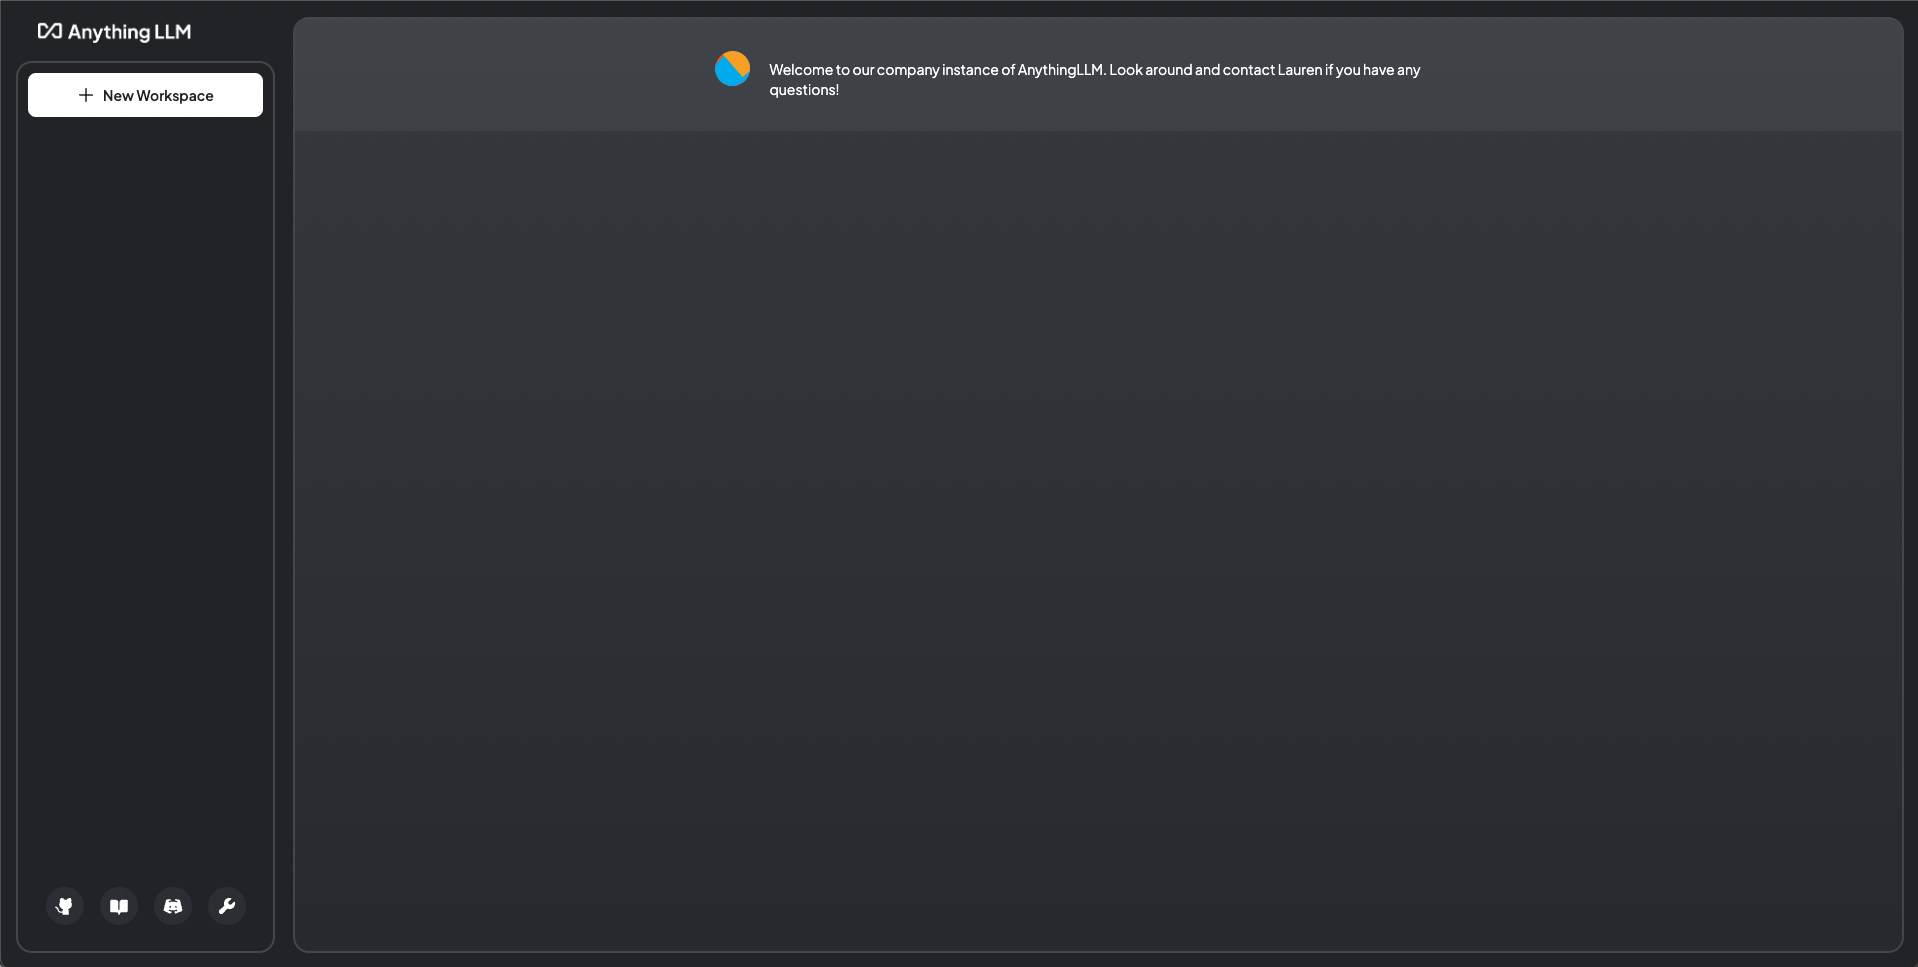 Anything LLM
New Workspace
Welcome to our company instance of AnythingLLM. Look around and contact Lauren if you have any
questions!